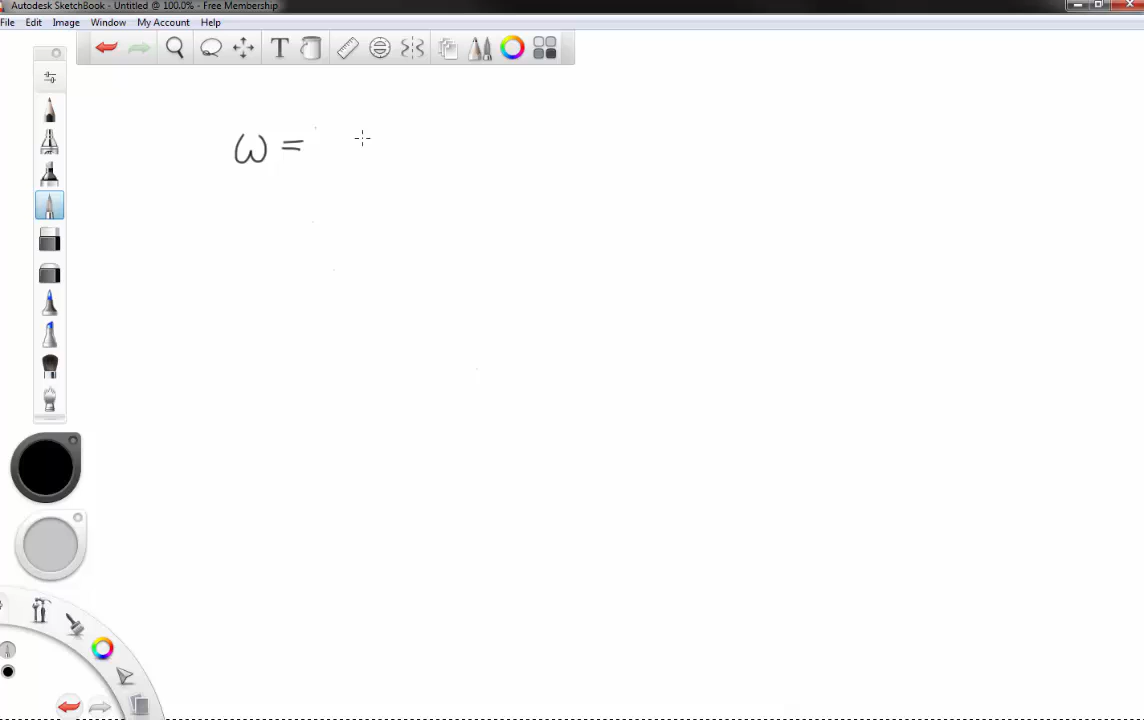 Autodesk SketchBook - Untitled @ 100.0% - Free Membership
File Edit Image Window My Account Help
T
ω =